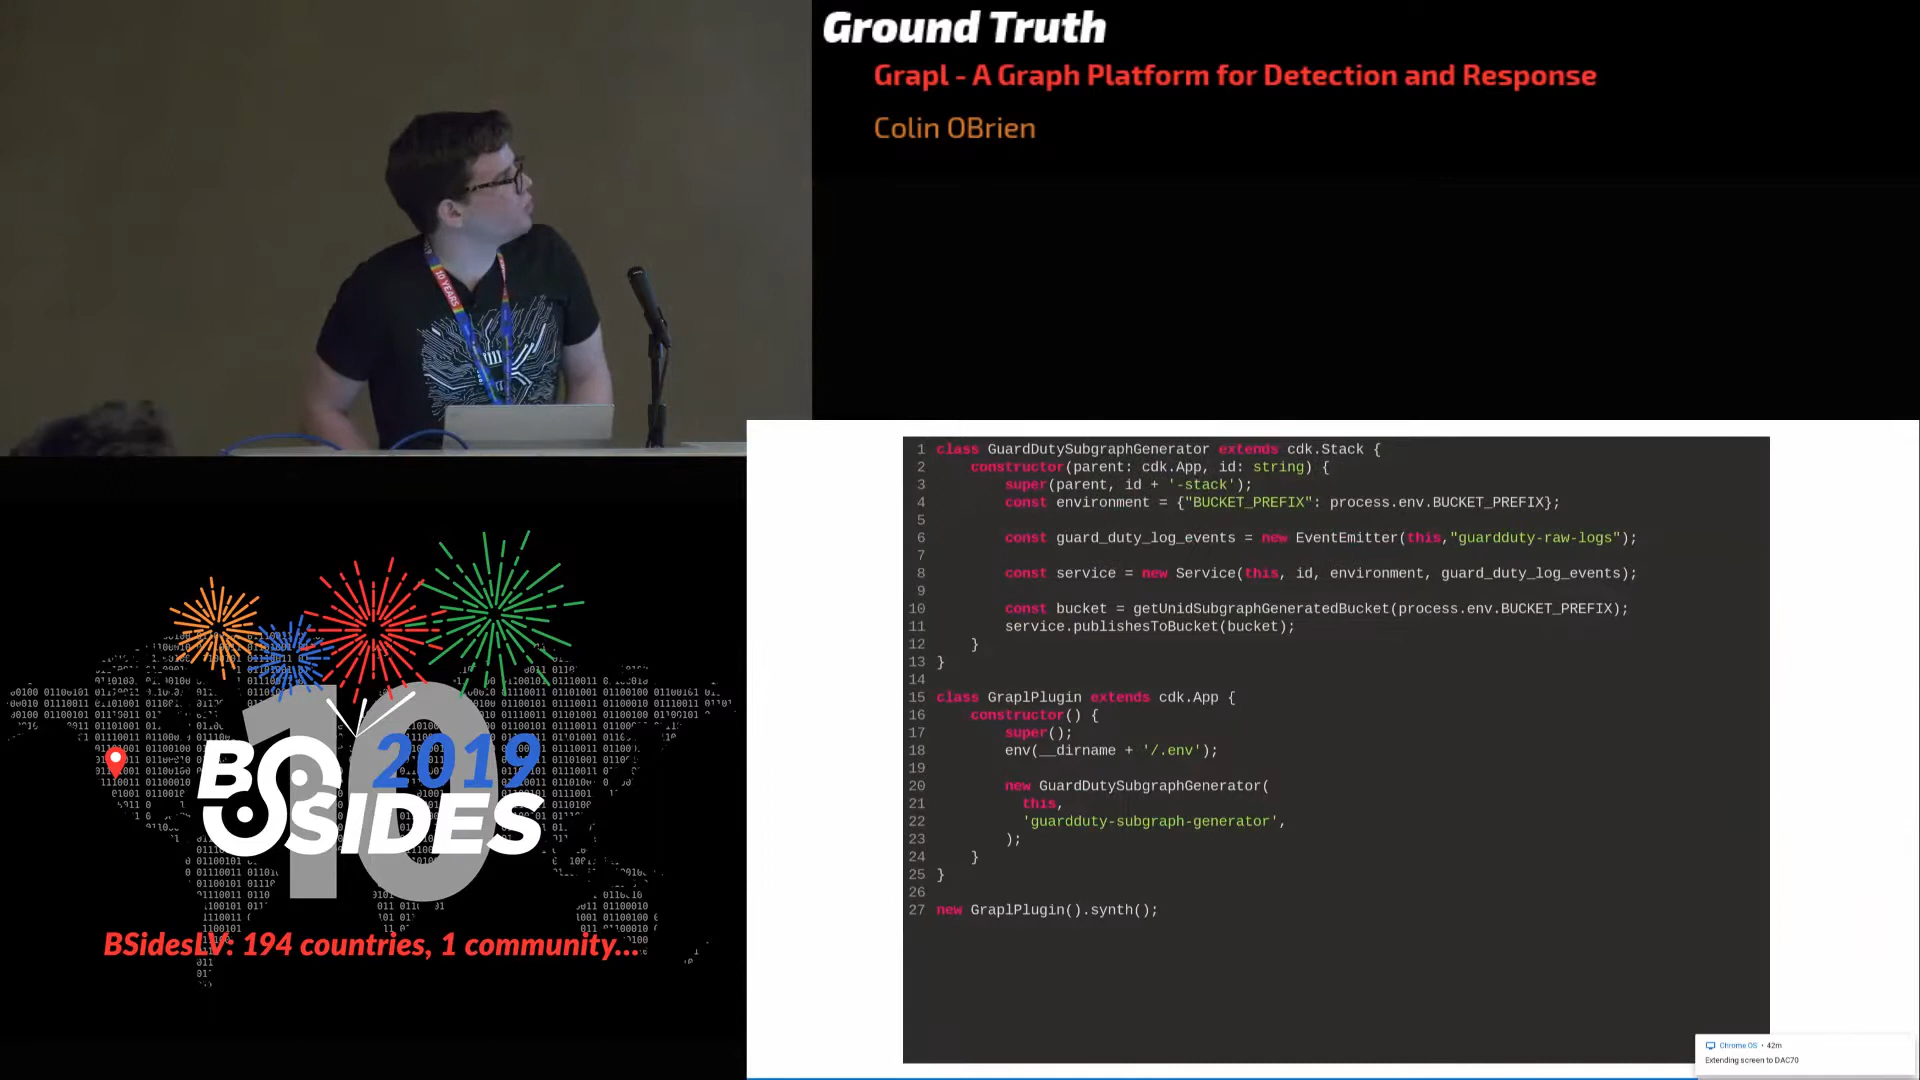 Ground Truth
Grapl - A Graph Platform for Detection and Response
Colin OBrien
10 YEARS
1 class GuardDutySubgraphGenerator extends cdk.Stack {
2 constructor(parent: cdk.App, id: string) {
3 super(parent, id + '-stack');
4 const environment = {"BUCKET_PREFIX": process.env.BUCKET_PREFIX};
5
6 const guard_duty_log_events = new EventEmitter(this,"guardduty-raw-logs");
7
8 const service = new Service(this, id, environment, guard_duty_log_events);
9
10 const bucket = getUnidSubgraphGeneratedBucket(process.env.BUCKET_PREFIX);
11 service.publishesToBucket(bucket);
12 }
13 }
14
15 class GraplPlugin extends cdk.App {
16 constructor() {
17 super();
18 env(__dirname + '/.env');
19
20 new GuardDutySubgraphGenerator(
21 this,
22 'guardduty-subgraph-generator',
23 );
24 }
25 }
26
27 new GraplPlugin().synth();
10
BSIDES
2019
BSidesLV: 194 countries, 1 community...
Chrome OS • 42m
Extending screen to DAC70